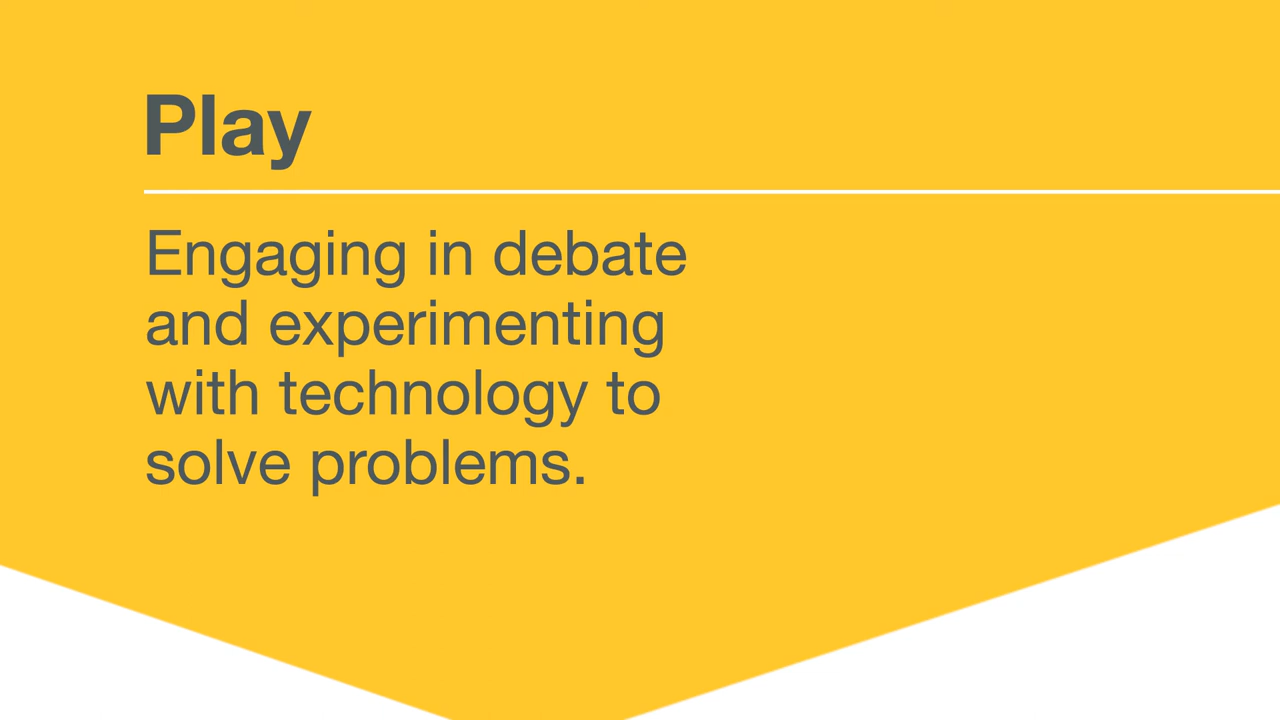 Play
Engaging in debate
and experimenting
with technology to
solve problems.